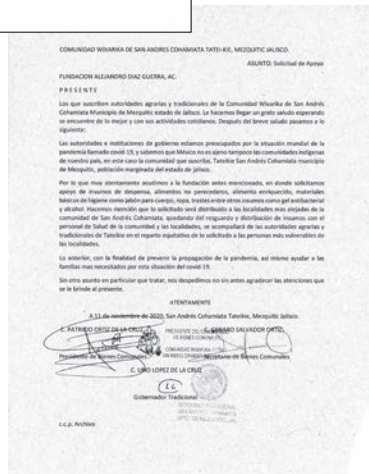 COMUNIDAD WIXARIKA DE SAN ANDRES COHAMIATA TATEI-KIE, MEZQUITIC JALISCO.
ASUNTO: Solicitud de Apoyo
FUNDACION ALEJANDRO DIAZ GUERRA, AC.
P R E S E N T E
Los que suscriben autoridades agrarias y tradicionales de la Comunidad Wixarika de San Andrés
Cohamiata Municipio de Mezquitic estado de Jalisco. Le hacemos llegar un grato saludo esperando
se encuentre de lo mejor y con sus actividades cotidianos. Después del breve saludo pasamos a lo
siguiente:
Las autoridades e instituciones de gobierno estamos preocupados por la situación mundial de la
pandemia llamado covid -19, y sabemos que México no es ajeno tampoco las comunidades indígenas
de nuestro país, en este caso la comunidad que suscribe, Tateikie San Andrés Cohamiata municipio
de Mezquitic, población marginada del estado de jalisco.
Por lo que muy atentamente acudimos a la fundación antes mencionado, en donde solicitamos
apoyo de insumos de despensa, alimentos no perecederos, alimento enriquecido, materiales
básicos de higiene como jabón para cuerpo, ropa, trastes entre otros insumos como gel antibacterial
y alcohol. Hacemos mención que lo solicitado será distribuido a las localidades mas alejadas de la
comunidad de San Andrés Cohamiata, quedando del resguardo y distribución de insumos con el
personal de Salud de la comunidad y las localidades, se acompañará de las autoridades agrarias y
tradicionales de Tateikie en el reparto equitativo de lo solicitado a las personas más vulnerables de
las localidades.
Lo anterior, con la finalidad de prevenir la propagación de la pandemia, así mismo ayudar a las
familias mas necesitados por esta situación del covid-19.
Sin otro asunto en particular que tratar, nos despedimos no sin antes agradecer las atenciones que
se le brinde al presente.
ATENTAMENTE
A 11 de noviembre de 2020; San Andrés Cohamiata Tateikie, Mezquitic Jalisco.
C. PATRICIO ORTIZ DE LA CRUZ
PRESIDENTE DEL
DE BIENES COMUNALES
SALVADOR ORTIZ
Presidente de Bienes Comunales
COMUNIDAD INDIGENA
Secretario de Bienes Comunales
C. LINO LOPEZ DE LA CRUZ
Gobernador Tradicional
c.c.p. Archivo